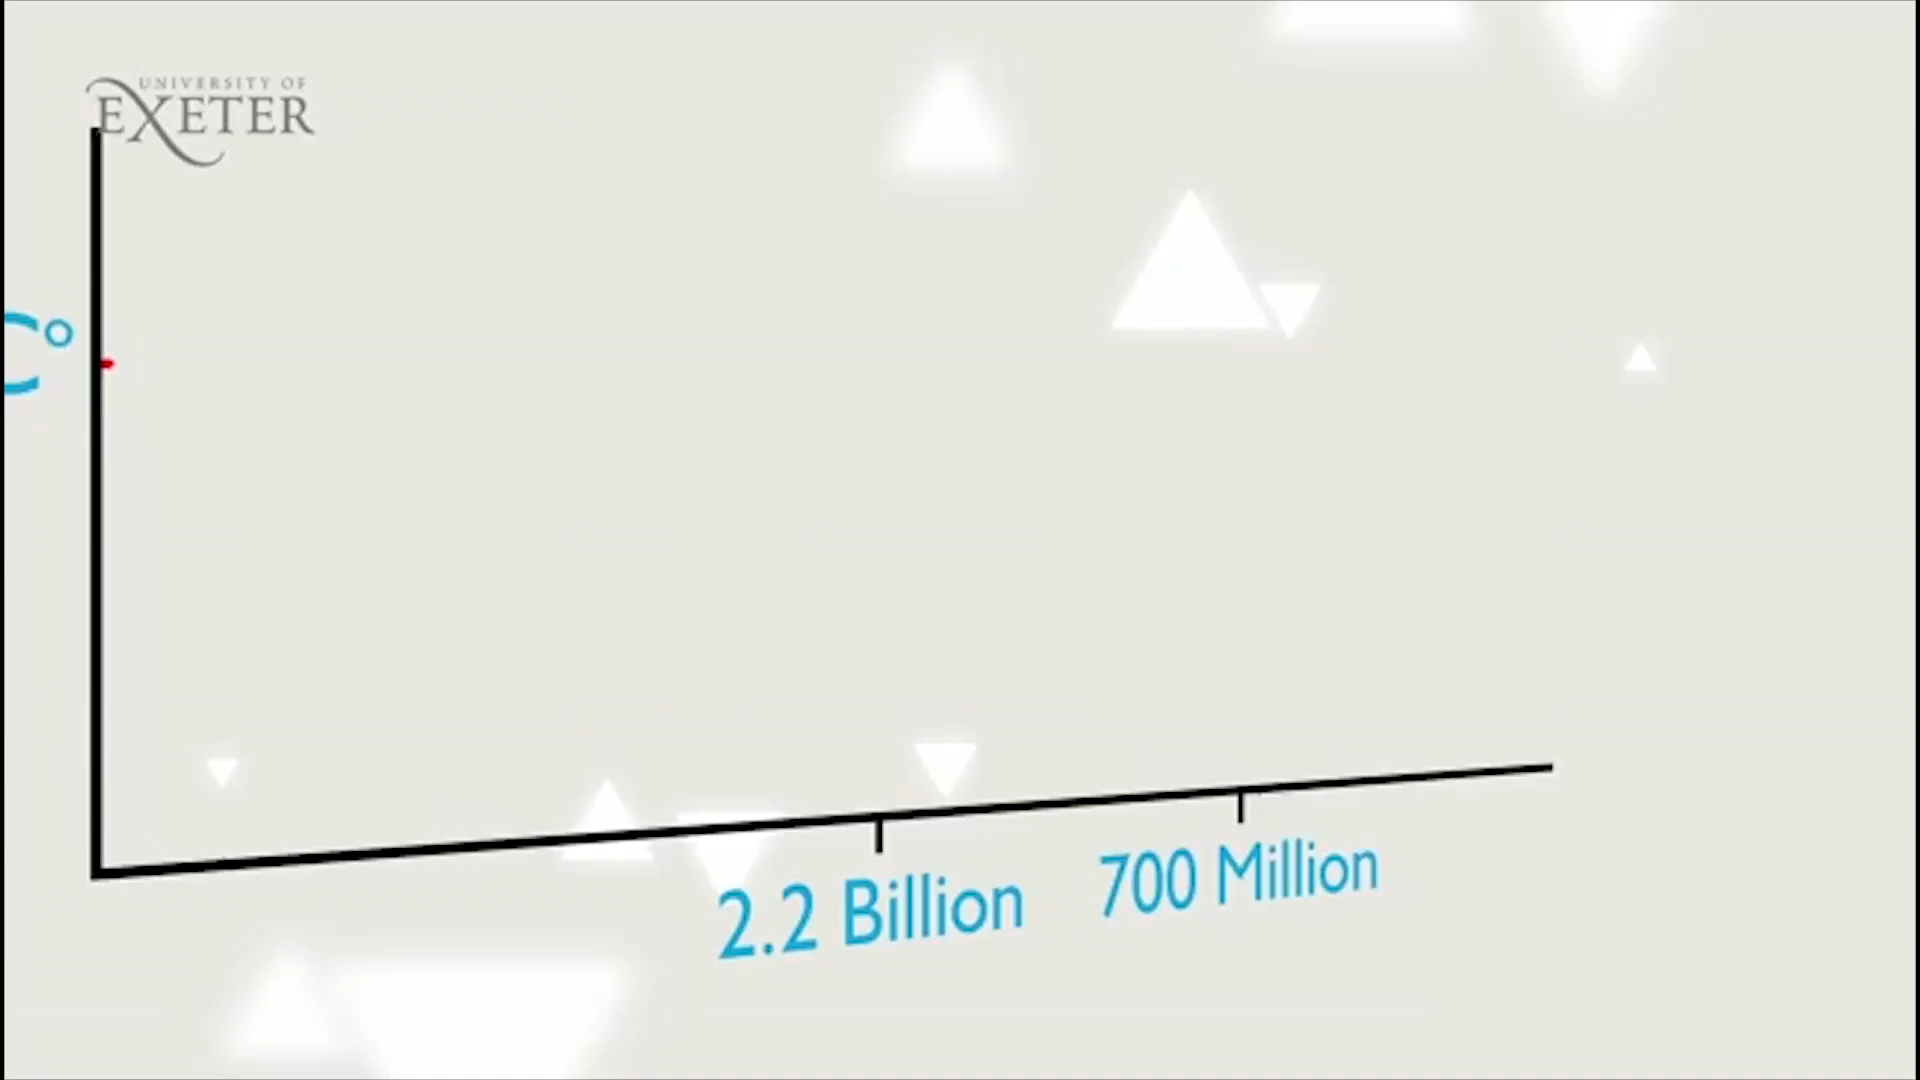 UNIVERSITY OF
EXETER
C°
2.2 Billion
700 Million